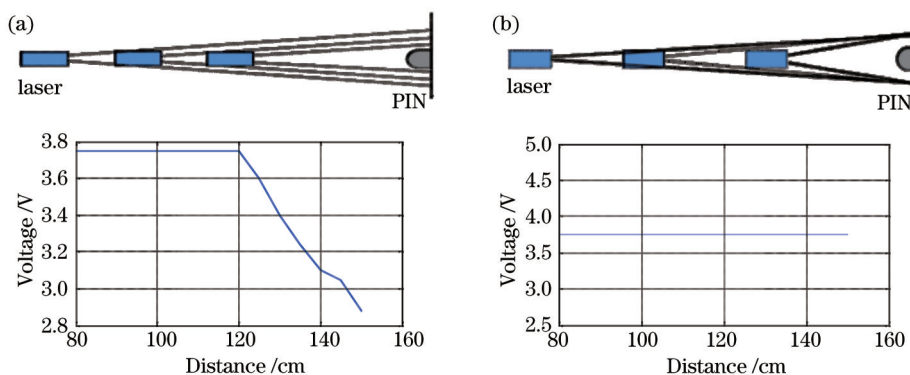 (a)
laser
PIN
3.8
3.6
3.4
3.2
3.0
2.8
80
100
120
140
160
Voltage /V
Distance /cm
(b)
laser
PIN
5.0
4.5
4.0
3.5
3.0
2.5
80
100
120
140
160
Voltage /V
Distance /cm